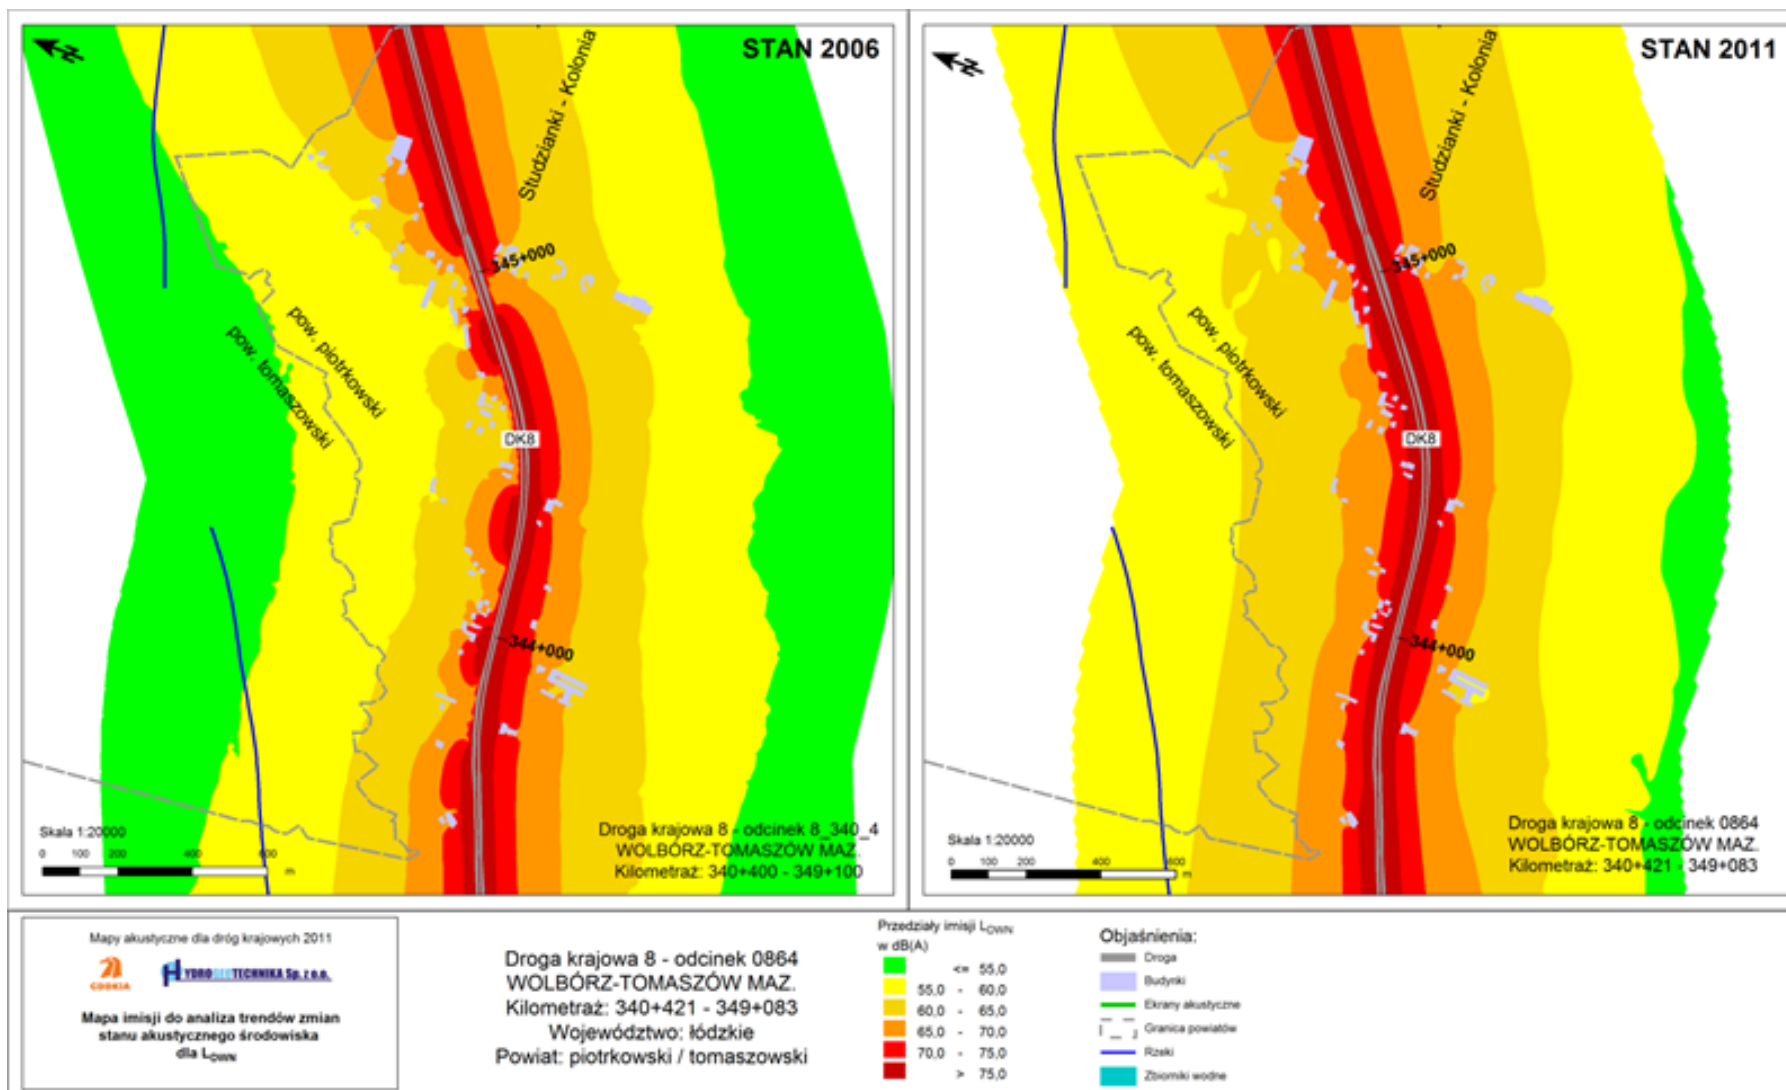 STAN 2006
Studzianki - Kolonia
345+000
pow. piotrkowski
pow. tomaszowski
DK8
344+000
Skala 1:20000
0 100 200 400 600
m
Droga krajowa 8 - odcinek 8_340_4
WOLBÓRZ-TOMASZÓW MAZ.
Kilometraż: 340+400 - 349+100
STAN 2011
Studzianki - Kolonia
345+000
pow. piotrkowski
pow. tomaszowski
DK8
344+000
Skala 1:20000
0 100 200 400 600
m
Droga krajowa 8 - odcinek 0864
WOLBÓRZ-TOMASZÓW MAZ.
Kilometraż: 340+421 - 349+083
Mapy akustyczne dla dróg krajowych 2011
GDDKIA
HYDROGEOTECHNIKA Sp. z o.o.
Mapa imisji do analiza trendów zmian
stanu akustycznego środowiska
dla LDWN
Droga krajowa 8 - odcinek 0864
WOLBÓRZ-TOMASZÓW MAZ.
Kilometraż: 340+421 - 349+083
Województwo: łódzkie
Powiat: piotrkowski / tomaszowski
Przedziały imisji LDWN
w dB(A)
<= 55,0
55,0 - 60,0
60,0 - 65,0
65,0 - 70,0
70,0 - 75,0
> 75,0
Objaśnienia:
Droga
Budynki
Ekrany akustyczne
Granica powiatów
Rzeki
Zbiorniki wodne